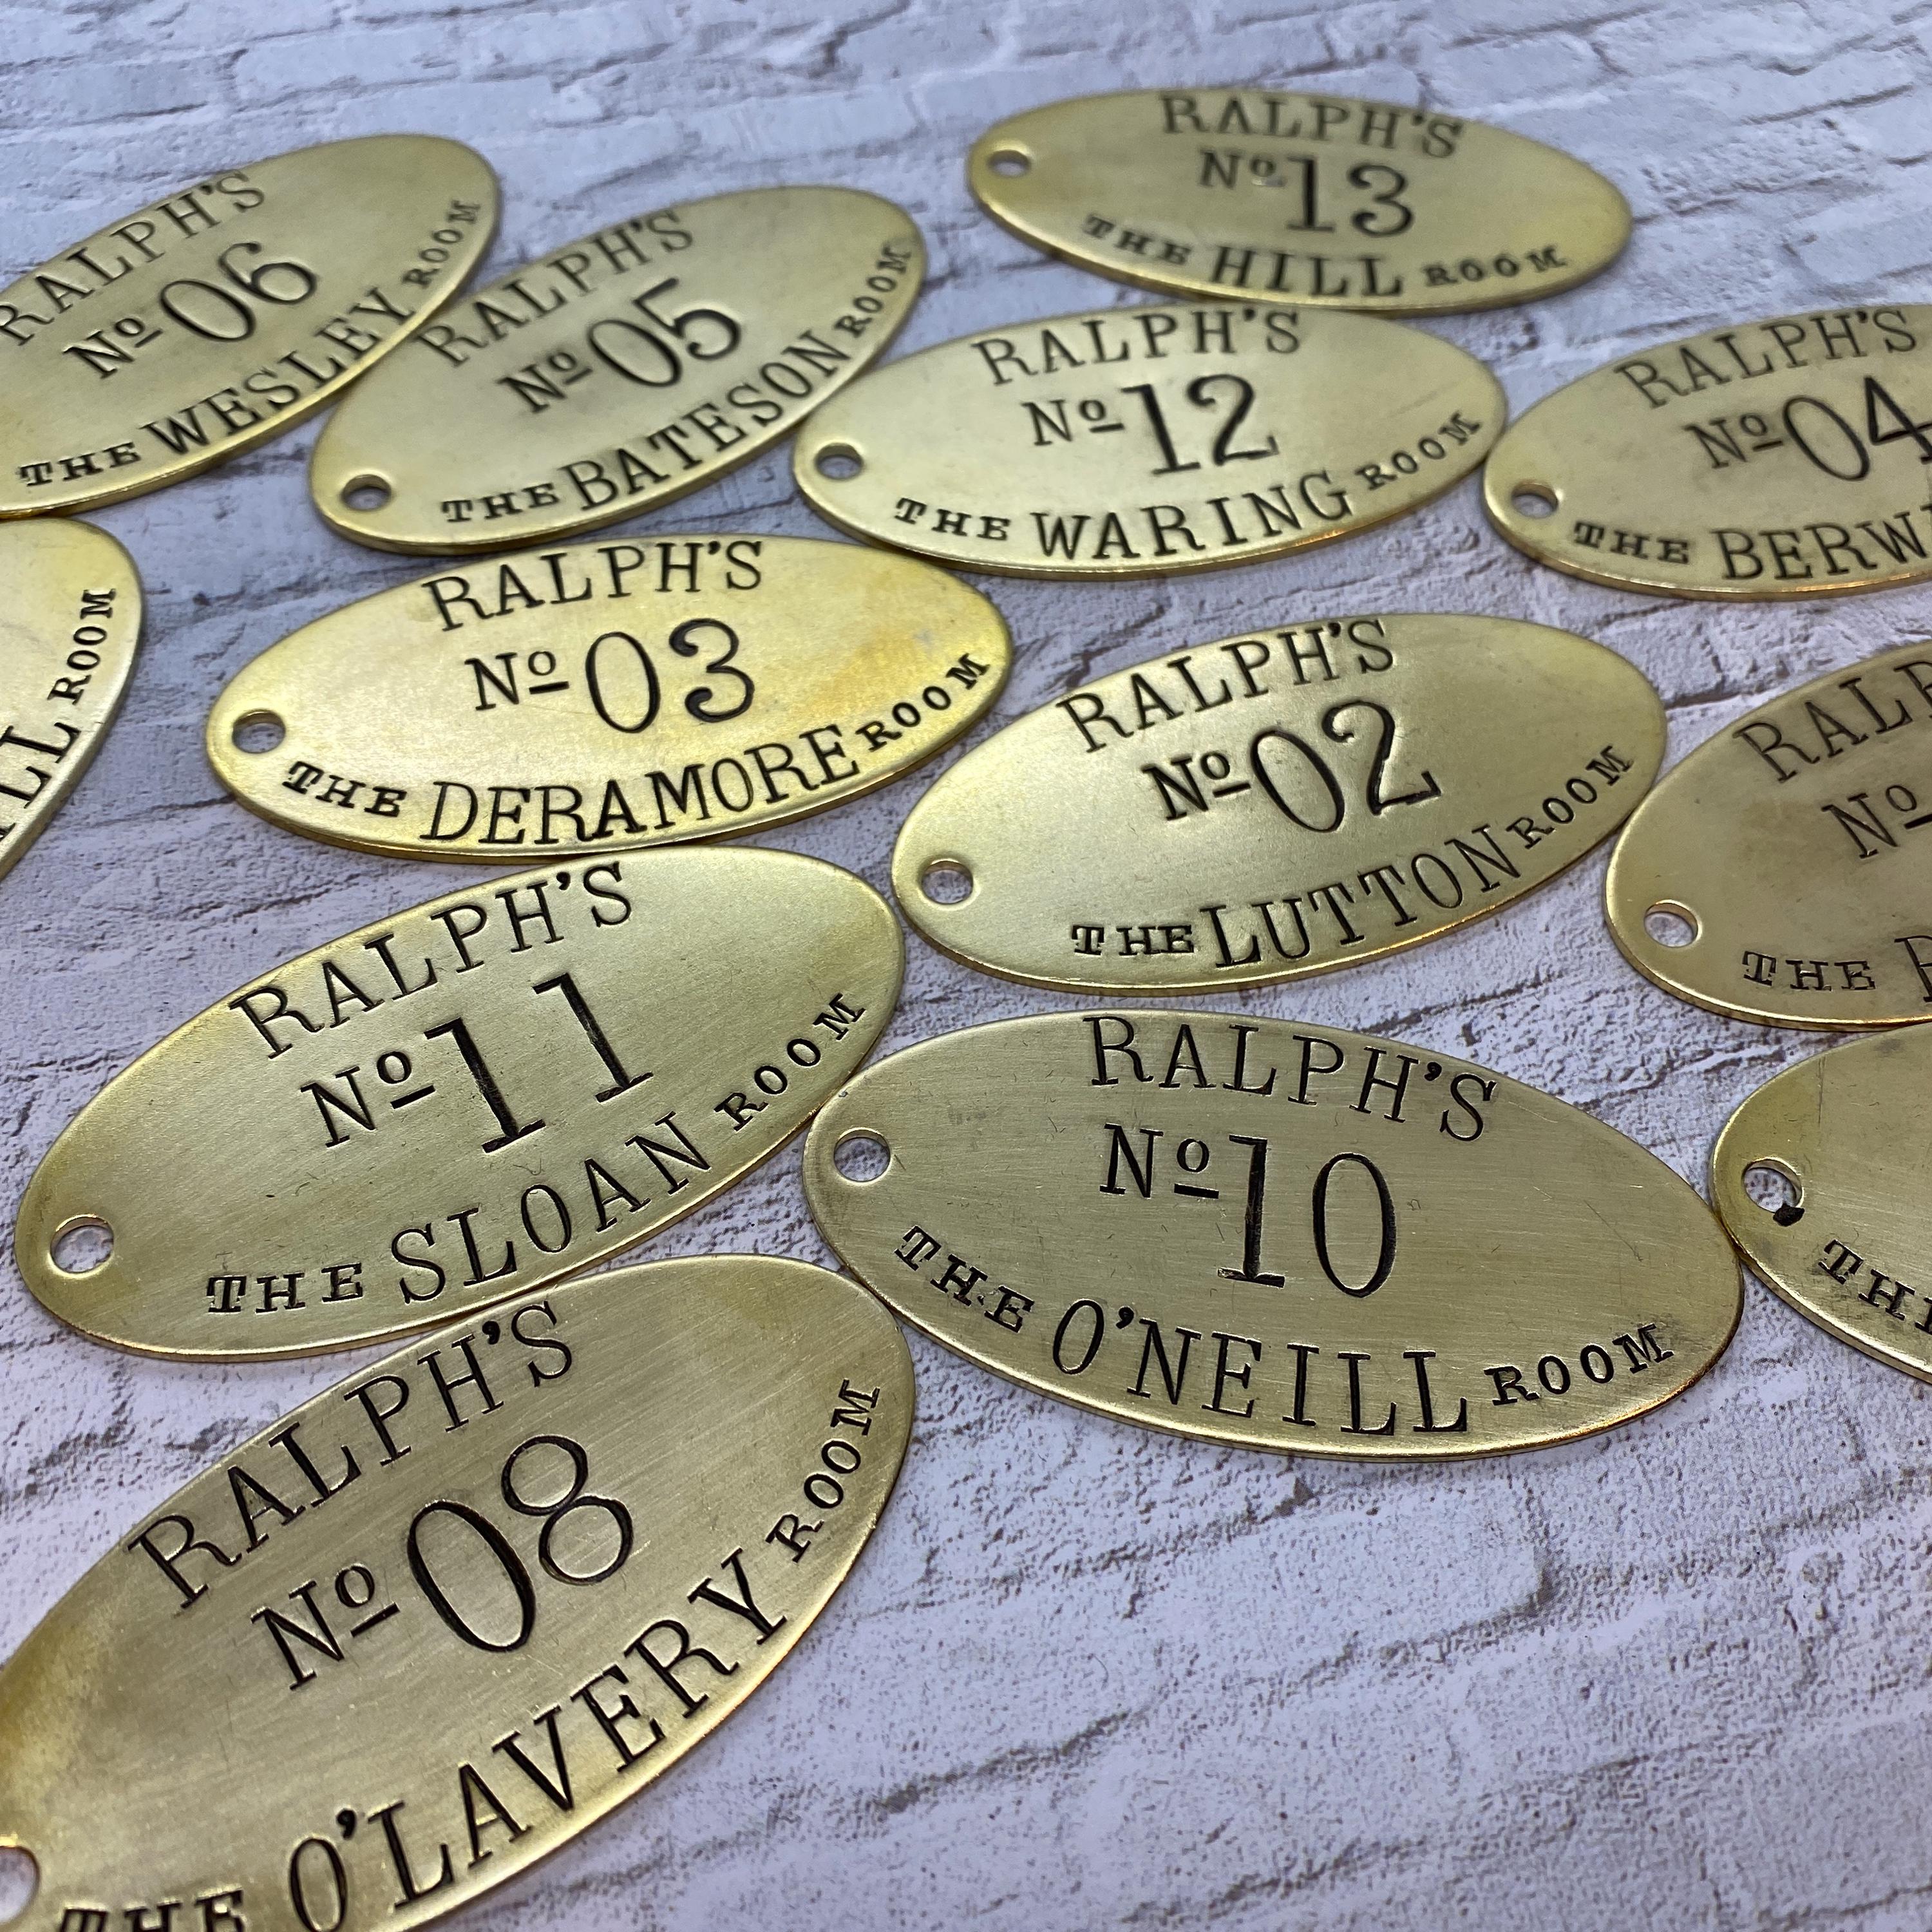 RALPH'S
Nº 13
THE HILL ROOM
RALPH'S
Nº 06
THE WESLEY ROOM
RALPH'S
Nº 05
THE BATESON ROOM
RALPH'S
Nº 12
THE WARING ROOM
RALPH'S
Nº 04
THE
ROOM
RALPH'S
Nº 03
THE DERAMORE ROOM
RALPH'S
Nº 02
THE LUTTON ROOM
Nº
THE
RALPH'S
Nº 11
THE SLOAN ROOM
RALPH'S
Nº 10
THE O'NEILL ROOM
RALPH'S
Nº 08
THE O'LAVERY ROOM